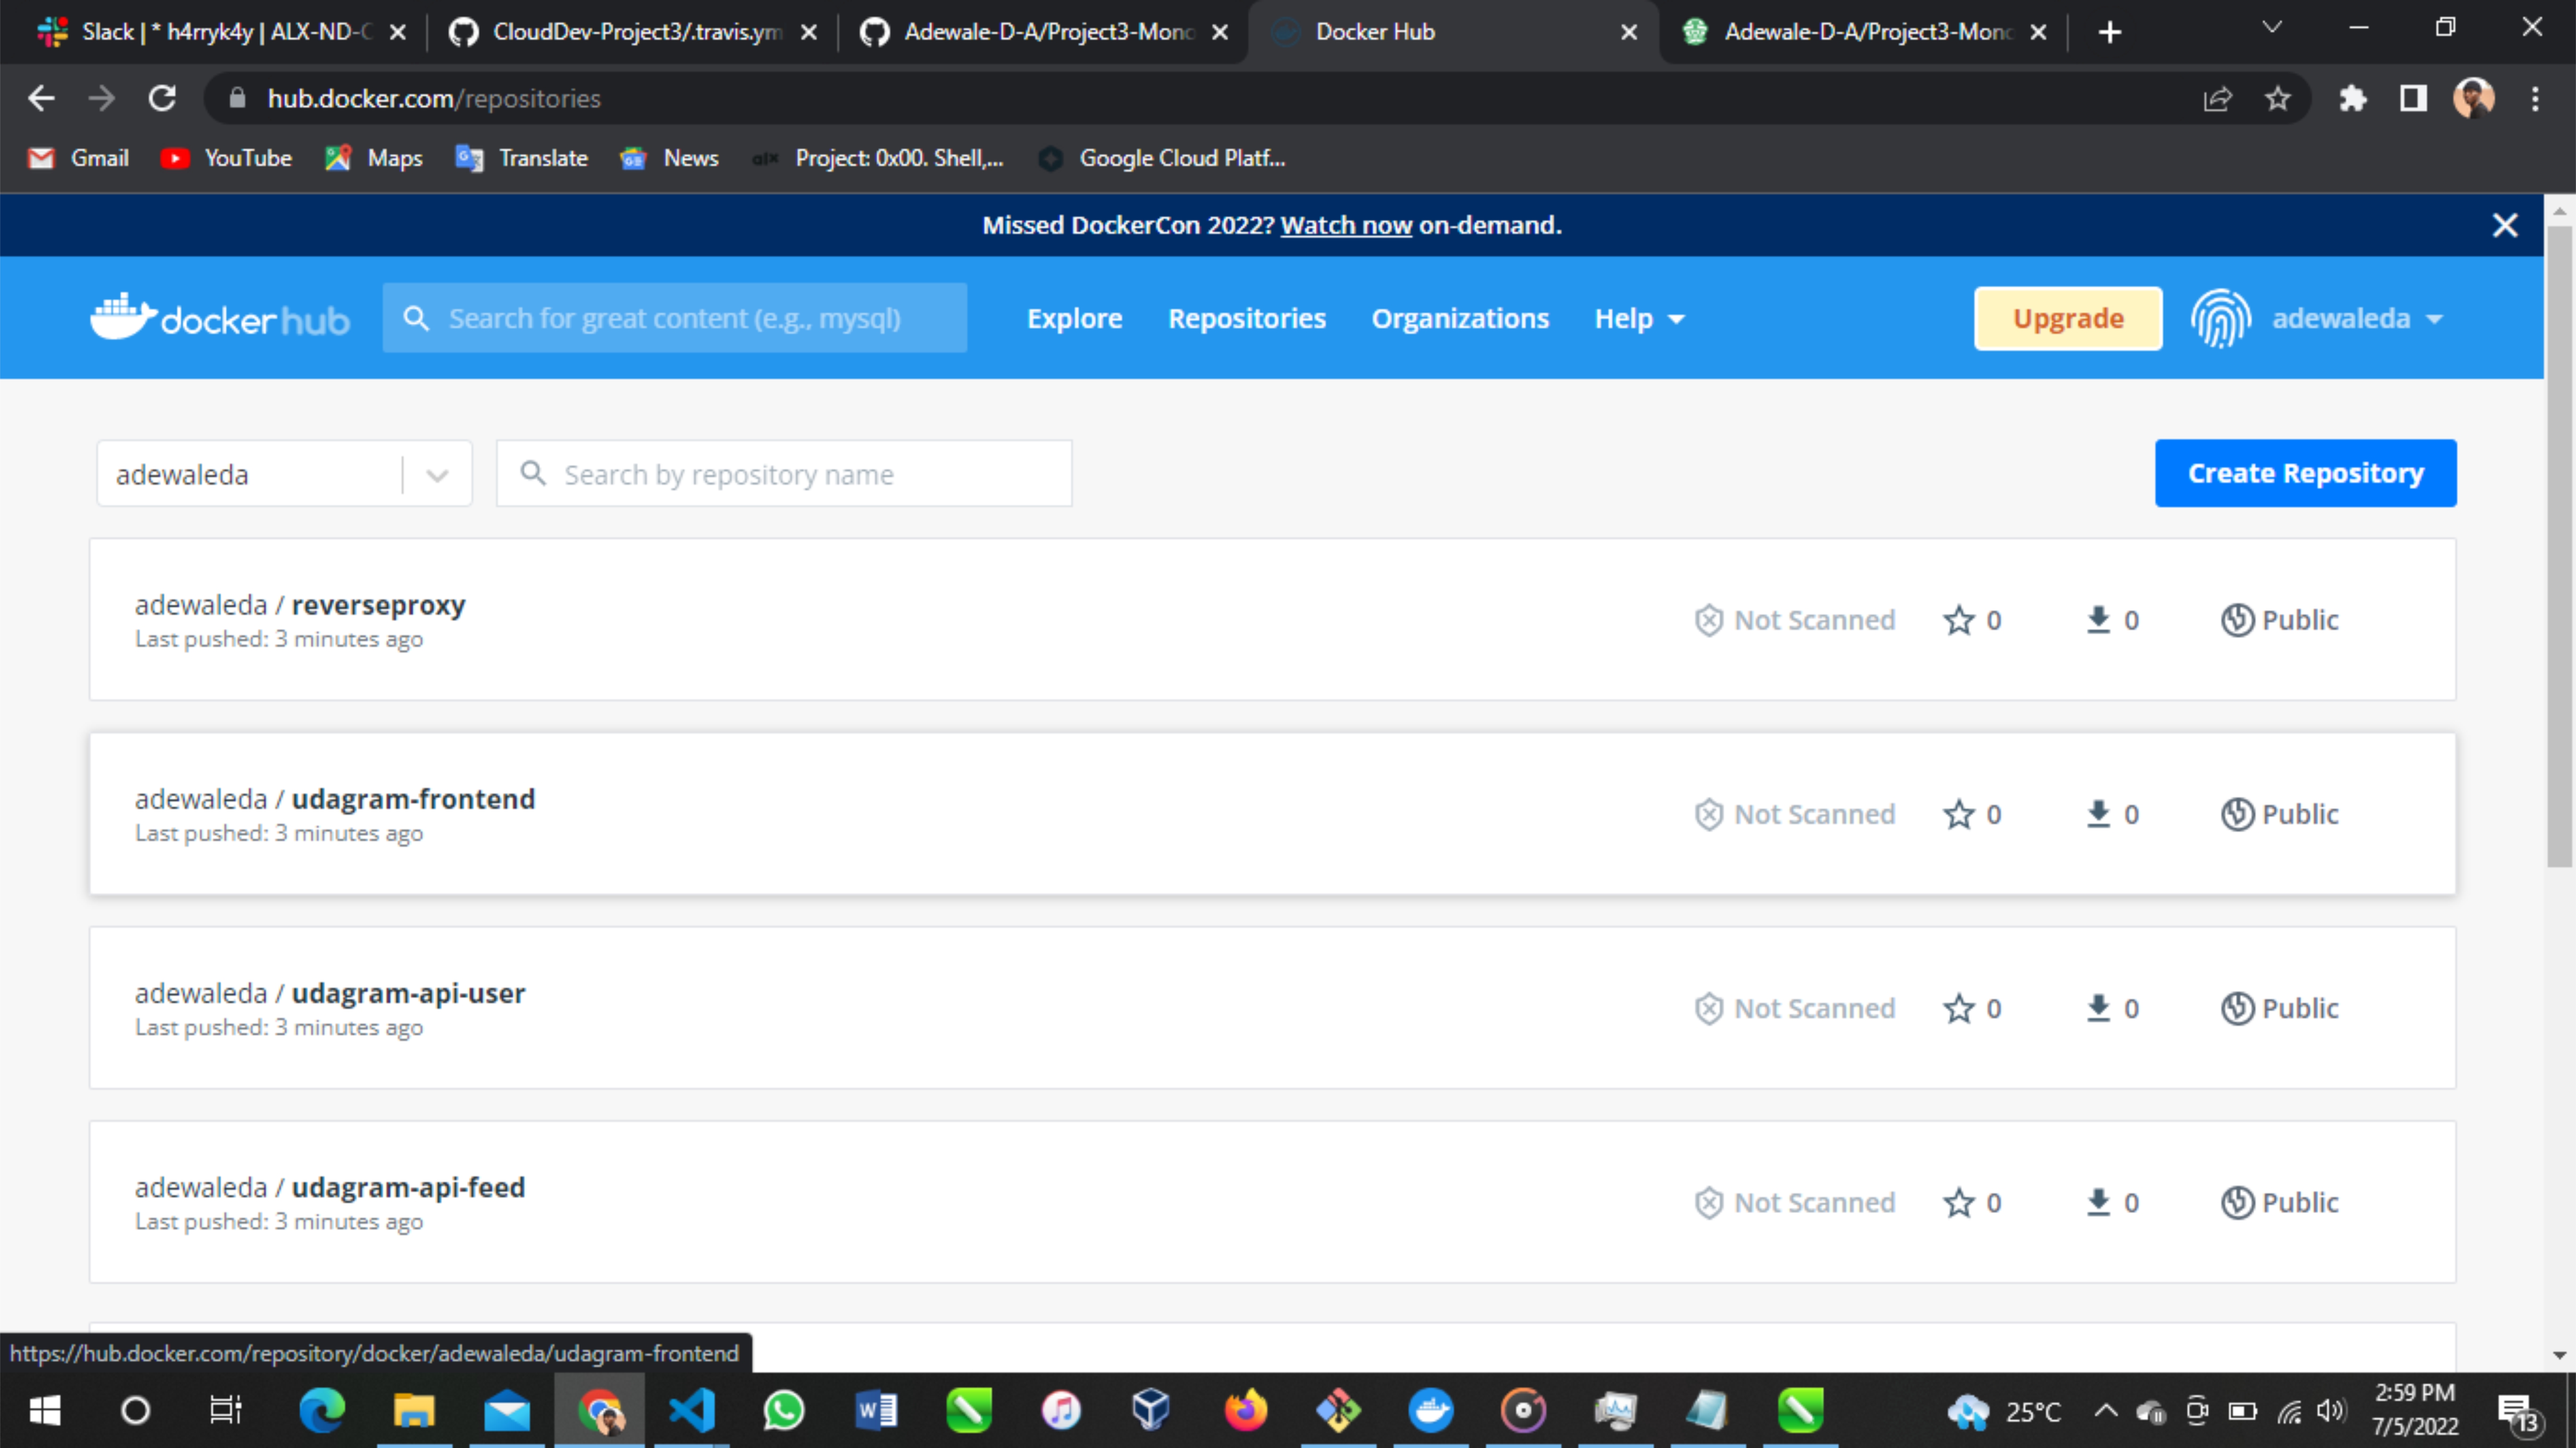 Slack | * h4rryk4y | ALX-ND-C
CloudDev-Project3/.travis.ym
Adewale-D-A/Project3-Mono
Docker Hub
Adewale-D-A/Project3-Mono
hub.docker.com/repositories
Gmail
YouTube
Maps
Translate
News
alx
Project: 0x00. Shell,...
Google Cloud Platf...
Missed DockerCon 2022? Watch now on-demand.
docker hub
Search for great content (e.g., mysql)
Explore
Repositories
Organizations
Help
Upgrade
adewaleda
adewaleda
Search by repository name
Create Repository
adewaleda / reverseproxy
Last pushed: 3 minutes ago
Not Scanned
0
0
Public
adewaleda / udagram-frontend
Last pushed: 3 minutes ago
Not Scanned
0
0
Public
adewaleda / udagram-api-user
Last pushed: 3 minutes ago
Not Scanned
0
0
Public
adewaleda / udagram-api-feed
Last pushed: 3 minutes ago
Not Scanned
0
0
Public
https://hub.docker.com/repository/docker/adewaleda/udagram-frontend
25°C
2:59 PM
7/5/2022
13